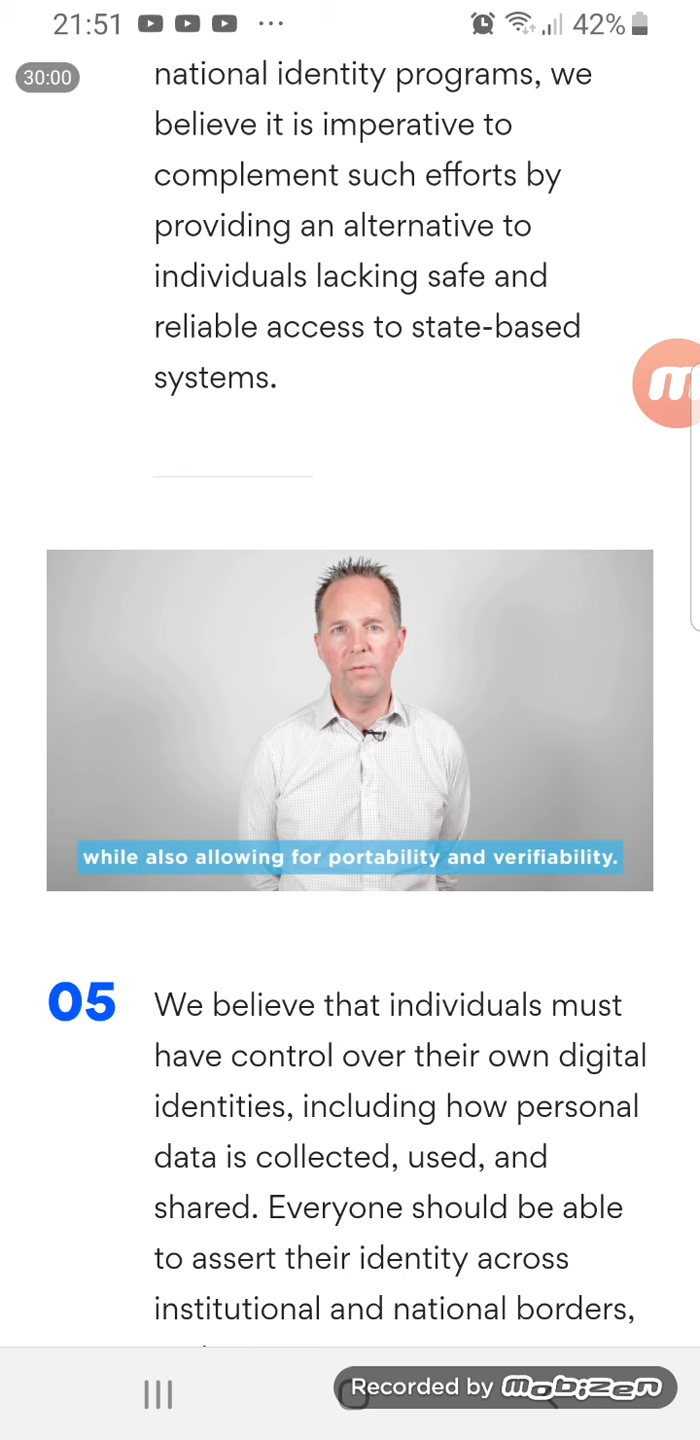 21:51 ... 42%
30:00
national identity programs, we
believe it is imperative to
complement such efforts by
providing an alternative to
individuals lacking safe and
reliable access to state-based
systems.
m
while also allowing for portability and verifiability.
05 We believe that individuals must
have control over their own digital
identities, including how personal
data is collected, used, and
shared. Everyone should be able
to assert their identity across
institutional and national borders,
Recorded by mobizen